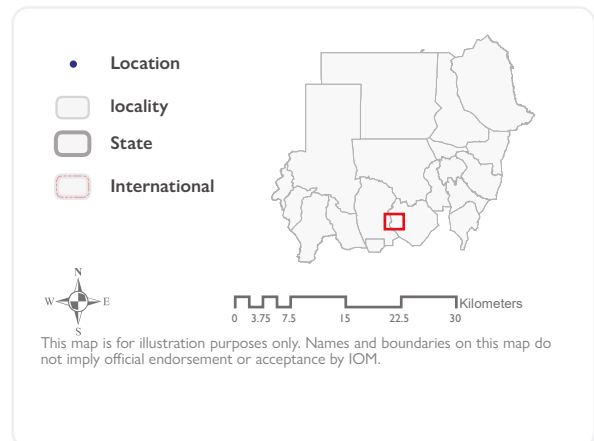 Location
locality
State
International
N
W E
S
Kilometers
0 3.75 7.5 15 22.5 30
This map is for illustration purposes only. Names and boundaries on this map do
not imply official endorsement or acceptance by IOM.